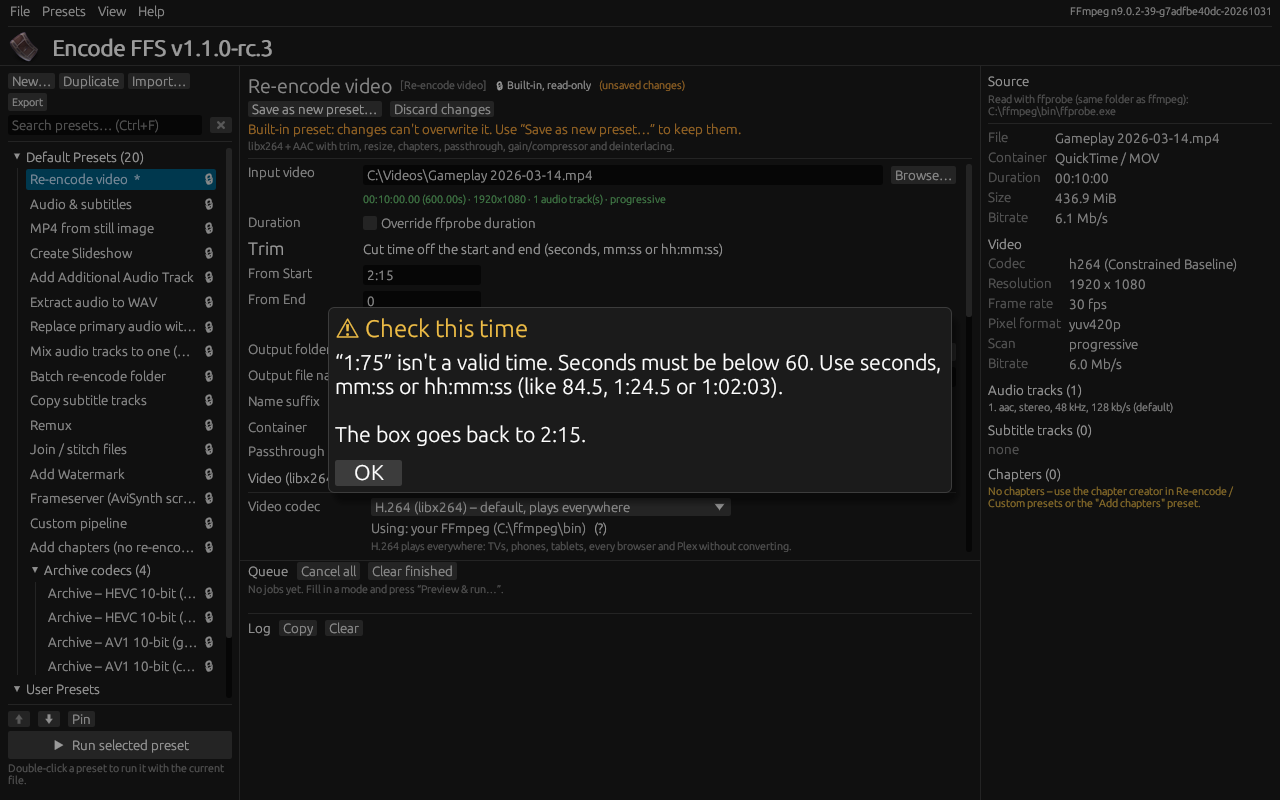 File Presets View Help
FFmpeg n9.0.2-39-g7adfbe40dc-20261031
Encode FFS v1.1.0-rc.3
New… Duplicate Import…
Export
Search presets… (Ctrl+F)
Default Presets (20)
Re-encode video *
Audio & subtitles
MP4 from still image
Create Slideshow
Add Additional Audio Track
Extract audio to WAV
Replace primary audio wit…
Mix audio tracks to one (…
Batch re-encode folder
Copy subtitle tracks
Remux
Join / stitch files
Add Watermark
Frameserver (AviSynth scr…
Custom pipeline
Add chapters (no re-enco…
Archive codecs (4)
Archive – HEVC 10-bit (…
Archive – HEVC 10-bit (…
Archive – AV1 10-bit (g…
Archive – AV1 10-bit (c…
User Presets
Pin
Run selected preset
Double-click a preset to run it with the current
file.
Re-encode video [Re-encode video] Built-in, read-only (unsaved changes)
Save as new preset… Discard changes
Built-in preset: changes can't overwrite it. Use “Save as new preset…” to keep them.
libx264 + AAC with trim, resize, chapters, passthrough, gain/compressor and deinterlacing.
Input video C:\Videos\Gameplay 2026-03-14.mp4 Browse…
00:10:00.00 (600.00s) · 1920x1080 · 1 audio track(s) · progressive
Duration Override ffprobe duration
Trim Cut time off the start and end (seconds, mm:ss or hh:mm:ss)
From Start 2:15
From End 0
Output folder
Output file na
Name suffix
Container
Passthrough
Video (libx264
Check this time
“1:75” isn't a valid time. Seconds must be below 60. Use seconds,
mm:ss or hh:mm:ss (like 84.5, 1:24.5 or 1:02:03).
The box goes back to 2:15.
OK
Video codec H.264 (libx264) – default, plays everywhere
Using: your FFmpeg (C:\ffmpeg\bin) (?)
H.264 plays everywhere: TVs, phones, tablets, every browser and Plex without converting.
Queue Cancel all Clear finished
No jobs yet. Fill in a mode and press “Preview & run…”.
Log Copy Clear
Source
Read with ffprobe (same folder as ffmpeg):
C:\ffmpeg\bin\ffprobe.exe
File Gameplay 2026-03-14.mp4
Container QuickTime / MOV
Duration 00:10:00
Size 436.9 MiB
Bitrate 6.1 Mb/s
Video
Codec h264 (Constrained Baseline)
Resolution 1920 x 1080
Frame rate 30 fps
Pixel format yuv420p
Scan progressive
Bitrate 6.0 Mb/s
Audio tracks (1)
1. aac, stereo, 48 kHz, 128 kb/s (default)
Subtitle tracks (0)
none
Chapters (0)
No chapters – use the chapter creator in Re-encode /
Custom presets or the "Add chapters" preset.